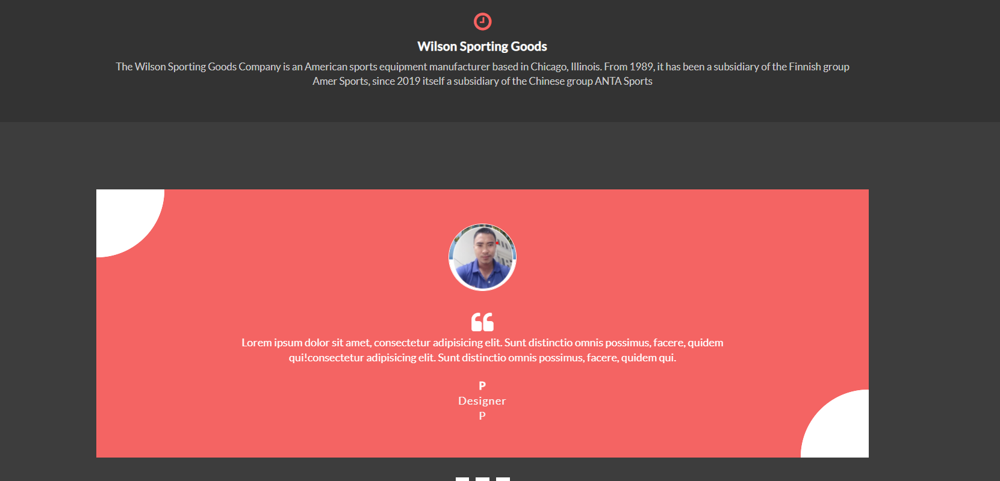 Wilson Sporting Goods
The Wilson Sporting Goods Company is an American sports equipment manufacturer based in Chicago, Illinois. From 1989, it has been a subsidiary of the Finnish group
Amer Sports, since 2019 itself a subsidiary of the Chinese group ANTA Sports
Lorem ipsum dolor sit amet, consectetur adipisicing elit. Sunt distinctio omnis possimus, facere, quidem
qui!consectetur adipisicing elit. Sunt distinctio omnis possimus, facere, quidem qui.
P
Designer
P